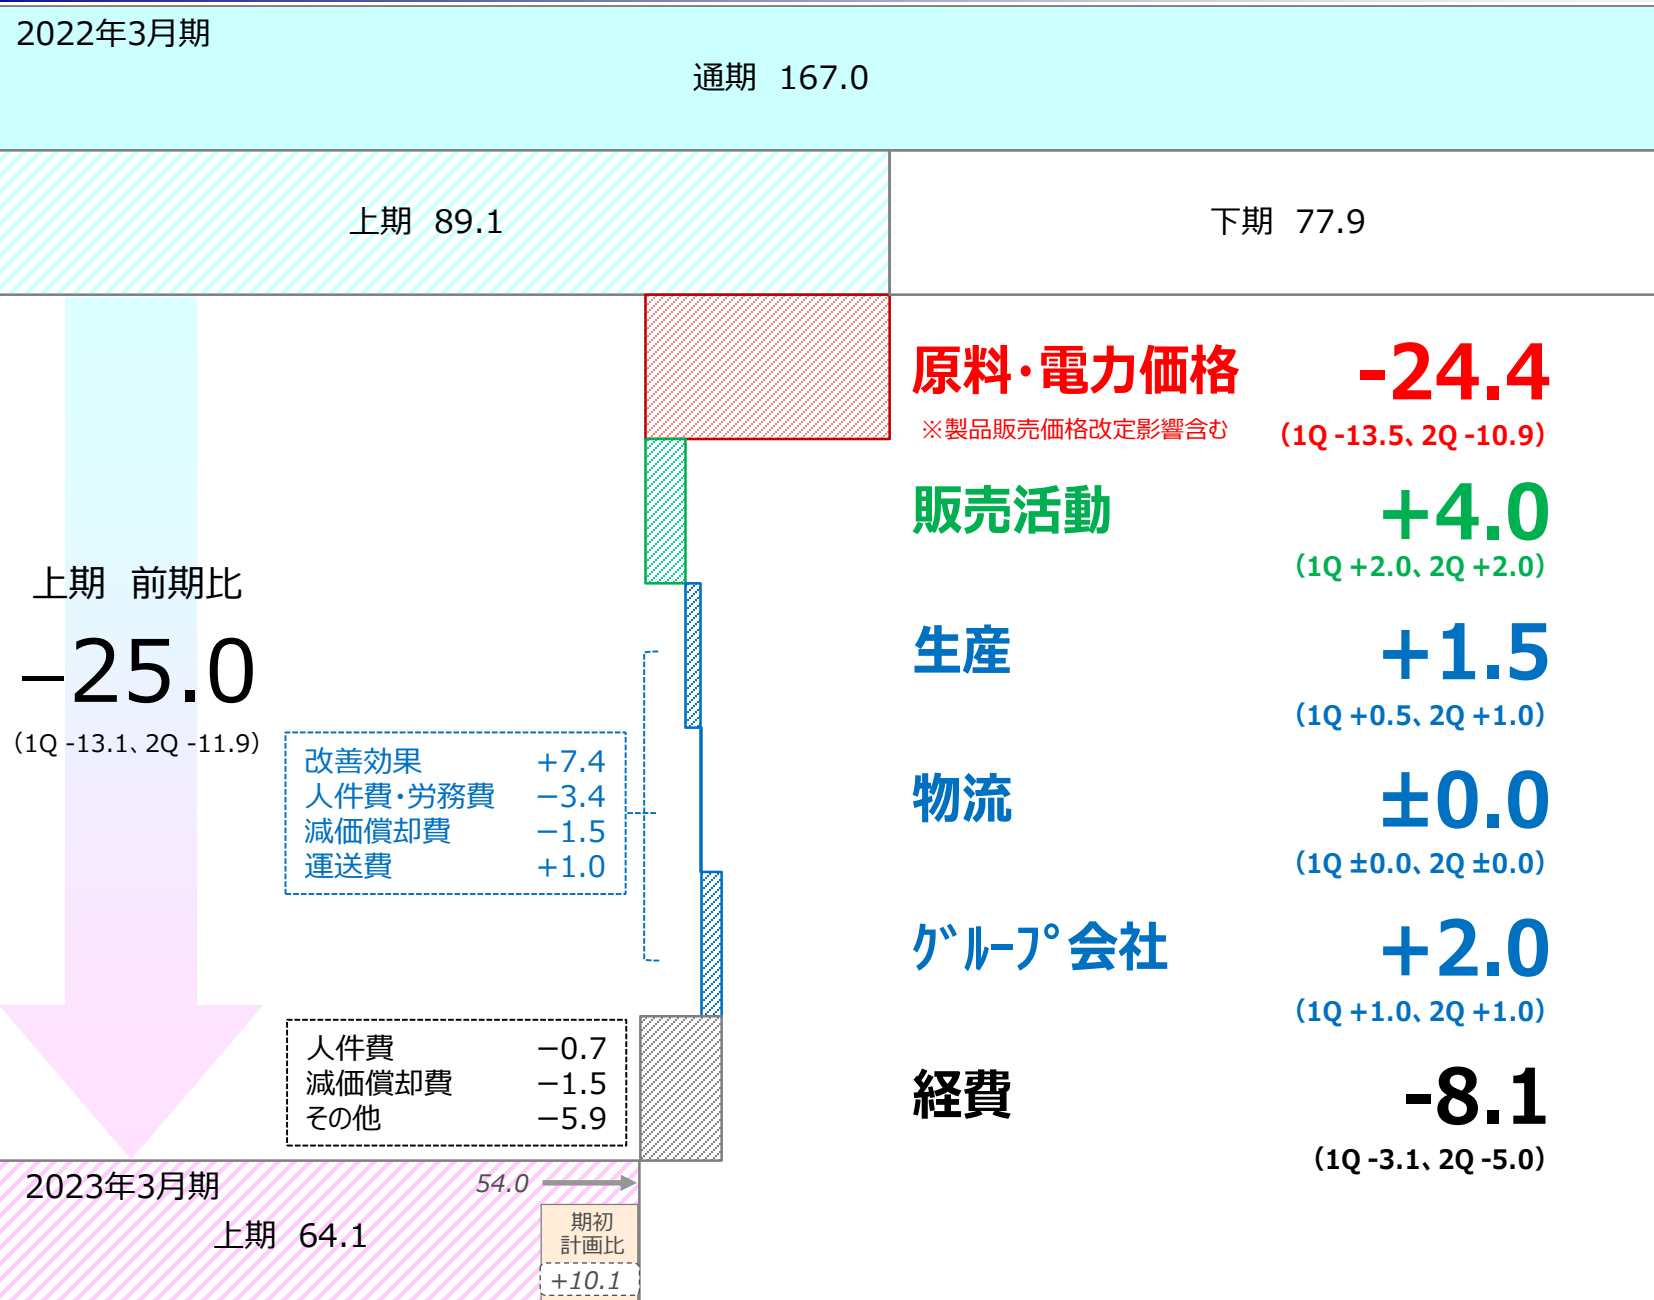 2022年3月期
通期 167.0
上期 89.1
下期 77.9
原料・電力価格 -24.4
※製品販売価格改定影響含む (1Q -13.5、2Q -10.9)
販売活動 +4.0
(1Q +2.0、2Q +2.0)
上期 前期比
−25.0
(1Q -13.1、2Q -11.9)
生産 +1.5
(1Q +0.5、2Q +1.0)
改善効果 +7.4
人件費・労務費 −3.4
減価償却費 −1.5
運送費 +1.0
物流 ±0.0
(1Q ±0.0、2Q ±0.0)
ｸﾞﾙｰﾌﾟ会社 +2.0
(1Q +1.0、2Q +1.0)
人件費 −0.7
減価償却費 −1.5
その他 −5.9
経費 -8.1
(1Q -3.1、2Q -5.0)
2023年3月期
上期 64.1
54.0
期初
計画比
+10.1